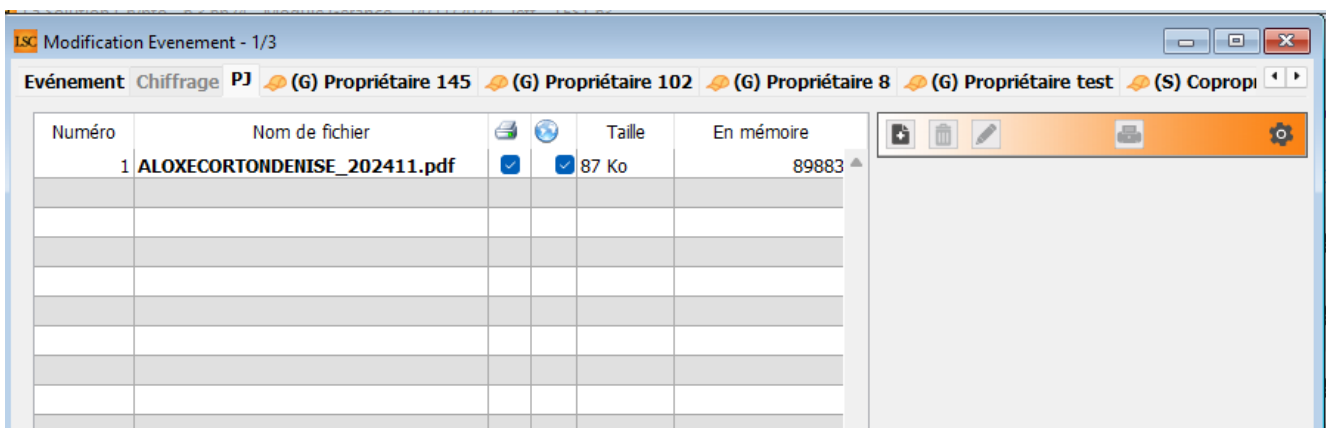 LSC Modification Evenement - 1/3
Evénement Chiffrage PJ (G) Propriétaire 145 (G) Propriétaire 102 (G) Propriétaire 8 (G) Propriétaire test (S) Copropr
Numéro Nom de fichier Taille En mémoire
1 ALOXECORTONDENISE_202411.pdf 87 Ko 89883